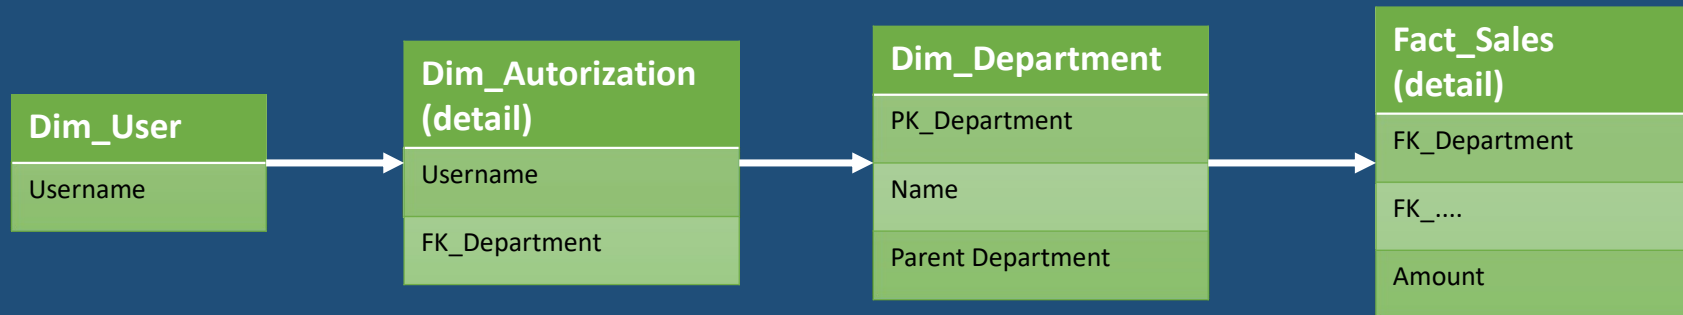 Dim_User
Username
Dim_Autorization
(detail)
Username
FK_Department
Dim_Department
PK_Department
Name
Parent Department
Fact_Sales
(detail)
FK_Department
FK_....
Amount